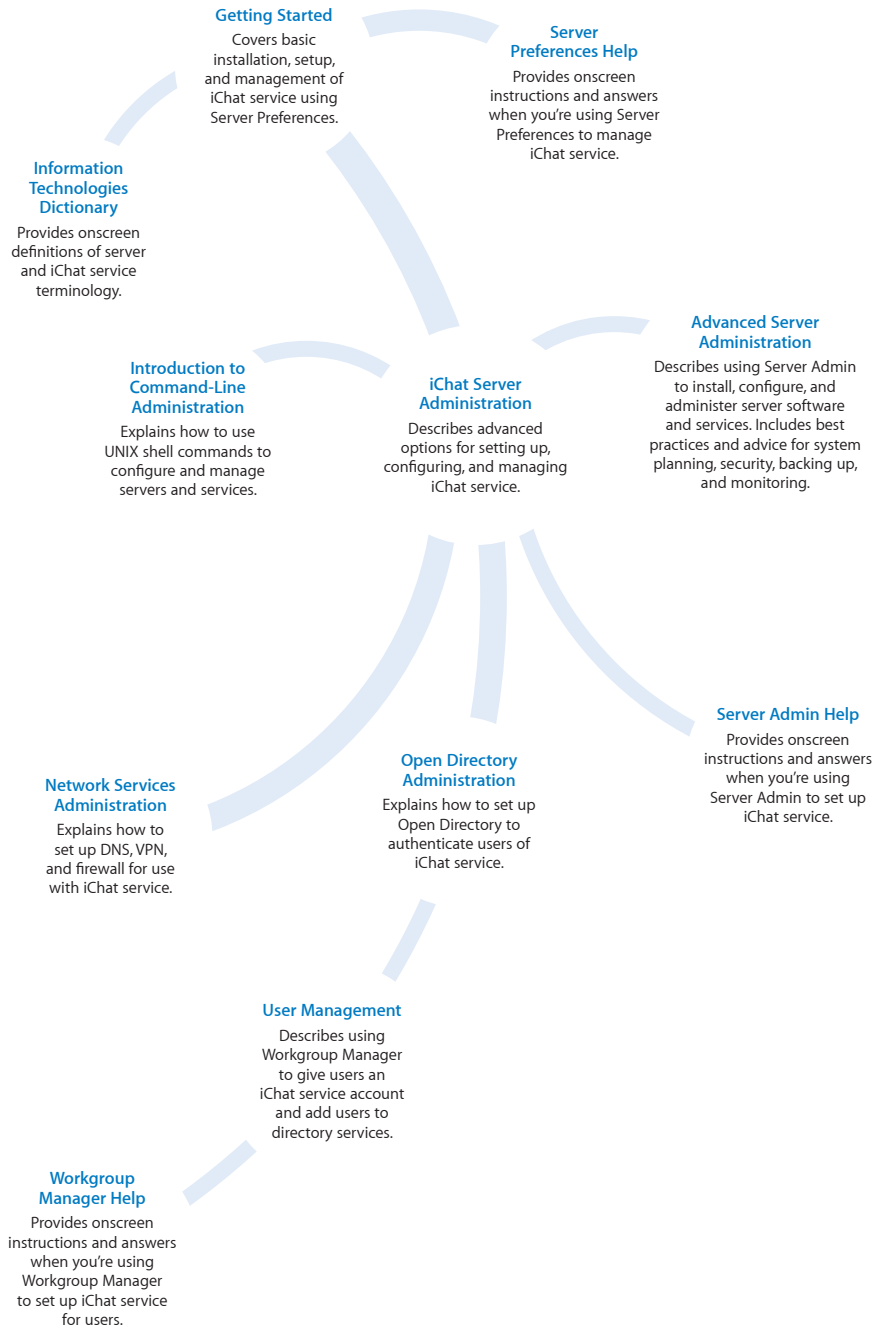 Getting Started
Covers basic
installation, setup,
and management of
iChat service using
Server Preferences.
Server
Preferences Help
Provides onscreen
instructions and answers
when you’re using Server
Preferences to manage
iChat service.
Information
Technologies
Dictionary
Provides onscreen
definitions of server
and iChat service
terminology.
Introduction to
Command-Line
Administration
Explains how to use
UNIX shell commands to
configure and manage
servers and services.
iChat Server
Administration
Describes advanced
options for setting up,
configuring, and managing
iChat service.
Advanced Server
Administration
Describes using Server Admin
to install, configure, and
administer server software
and services. Includes best
practices and advice for system
planning, security, backing up,
and monitoring.
Network Services
Administration
Explains how to
set up DNS, VPN,
and firewall for use
with iChat service.
Open Directory
Administration
Explains how to set up
Open Directory to
authenticate users of
iChat service.
Server Admin Help
Provides onscreen
instructions and answers
when you’re using
Server Admin to set up
iChat service.
User Management
Describes using
Workgroup Manager
to give users an
iChat service account
and add users to
directory services.
Workgroup
Manager Help
Provides onscreen
instructions and answers
when you’re using
Workgroup Manager
to set up iChat service
for users.